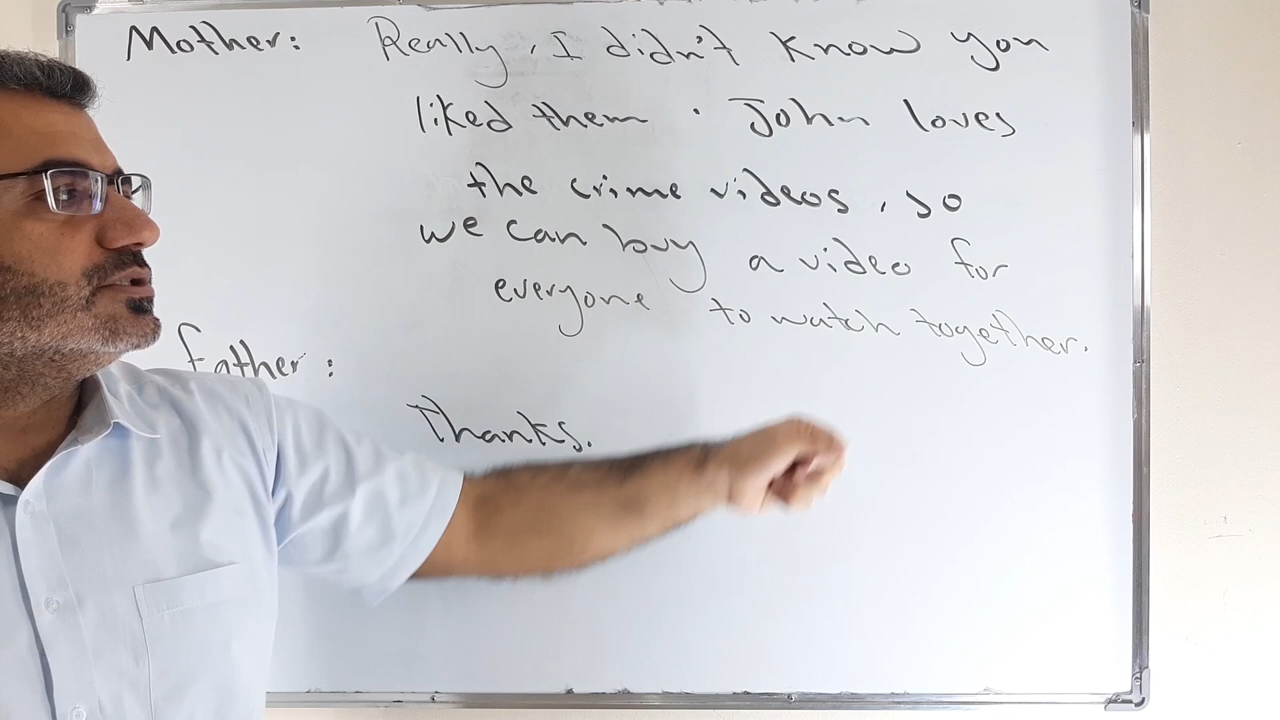 Mother: Really, I didn't know you
liked them. John loves
the crime videos, so
we can buy a video for
everyone to watch together.
father:
Thanks.